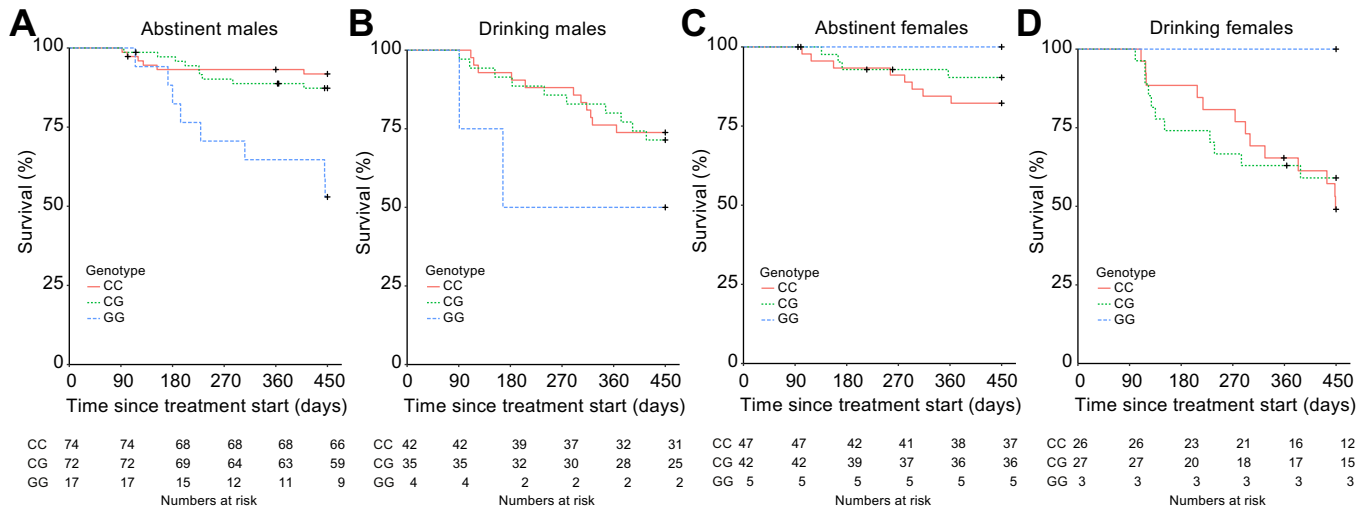 A Abstinent males
100
75
50
25
0
Survival (%)
Genotype
CC
CG
GG
0 90 180 270 360 450
Time since treatment start (days)
CC 74 74 68 68 68 66
CG 72 72 69 64 63 59
GG 17 17 15 12 11 9
Numbers at risk
B Drinking males
100
75
50
25
0
Survival (%)
Genotype
CC
CG
GG
0 90 180 270 360 450
Time since treatment start (days)
CC 42 42 39 37 32 31
CG 35 35 32 30 28 25
GG 4 4 2 2 2 2
Numbers at risk
C Abstinent females
100
75
50
25
0
Survival (%)
Genotype
CC
CG
GG
0 90 180 270 360 450
Time since treatment start (days)
CC 47 47 42 41 38 37
CG 42 42 39 37 36 36
GG 5 5 5 5 5 5
Numbers at risk
D Drinking females
100
75
50
25
0
Survival (%)
Genotype
CC
CG
GG
0 90 180 270 360 450
Time since treatment start (days)
CC 26 26 23 21 16 12
CG 27 27 20 18 17 15
GG 3 3 3 3 3 3
Numbers at risk